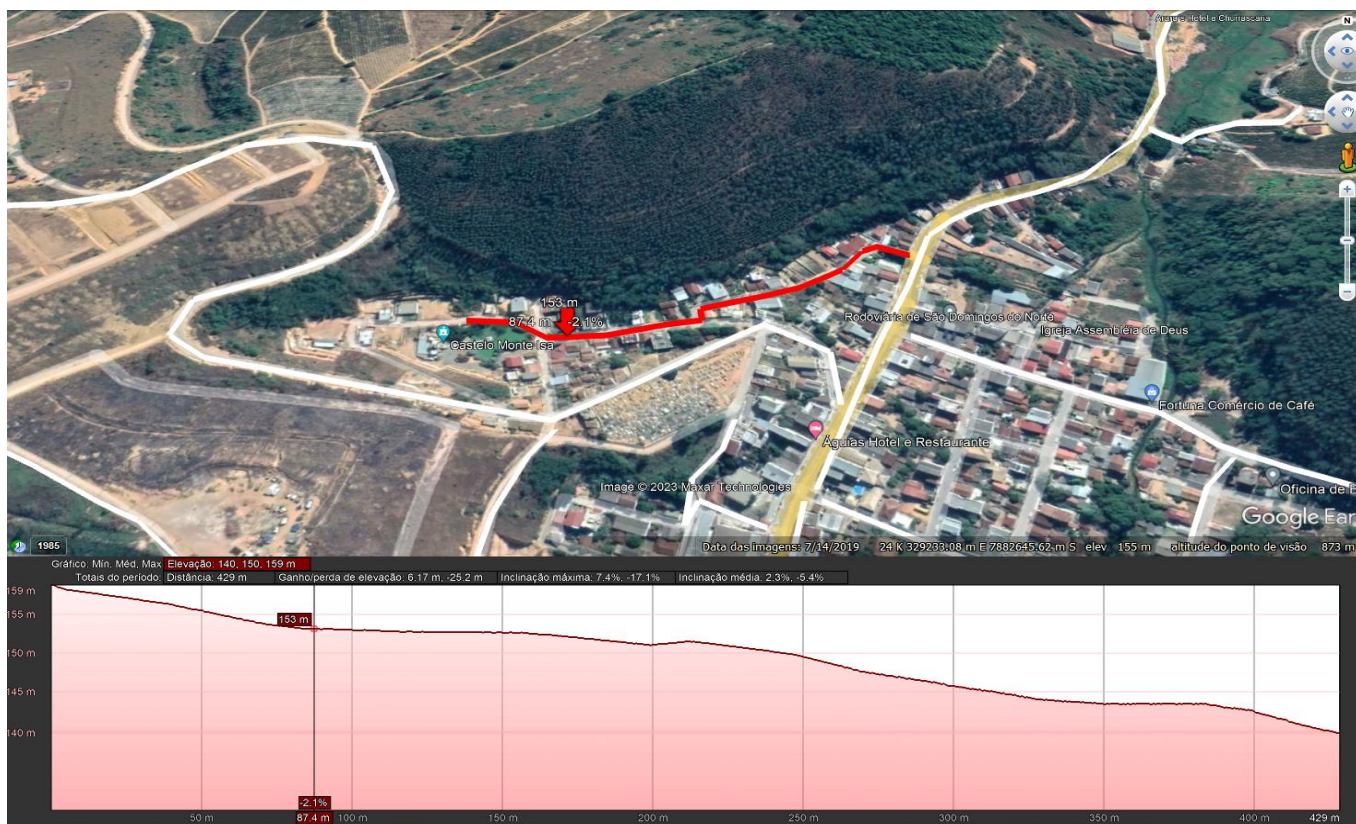 Araújo's Hotel e Churrascaria
N
153 m
87.4 m -2.1%
Castelo Monte Isa
Rodoviária de São Domingos do Norte
Igreja Assembléia de Deus
Fortuna Comércio de Café
Águias Hotel e Restaurante
Image © 2023 Maxar Technologies
Oficina de B
Google Ear
1985
Data das imagens: 7/14/2019 24 K 329233.08 m E 7882645.62 m S elev 155 m altitude do ponto de visão 873 m
Gráfico: Mín. Méd, Max Elevação: 140, 150, 159 m
Totais do período: Distância: 429 m Ganho/perda de elevação: 6.17 m, -25.2 m Inclinação máxima: 7.4%, -17.1% Inclinação média: 2.3%, -5.4%
159 m
155 m
153 m
150 m
145 m
140 m
-2.1%
50 m 87.4 m 100 m 150 m 200 m 250 m 300 m 350 m 400 m 429 m